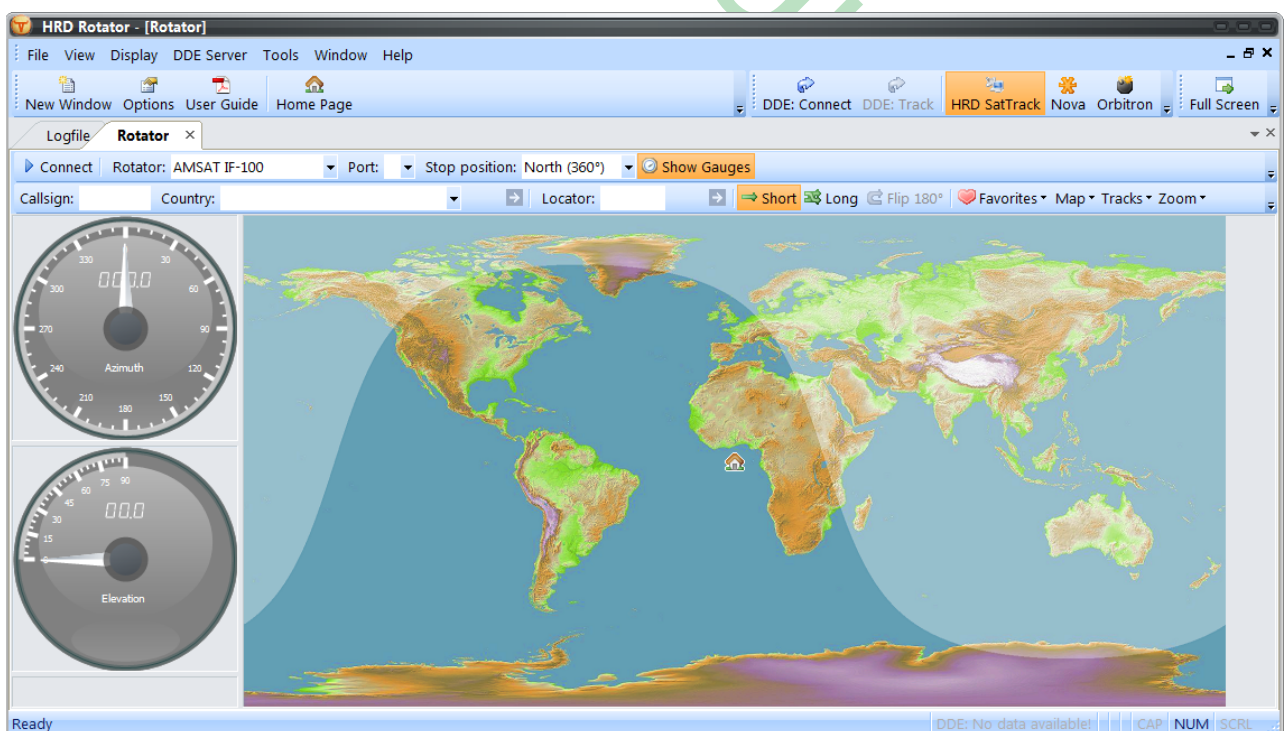 HRD Rotator - [Rotator]
File View Display DDE Server Tools Window Help
New Window Options User Guide Home Page DDE: Connect DDE: Track HRD SatTrack Nova Orbitron Full Screen
Logfile Rotator
Connect Rotator: AMSAT IF-100 Port: Stop position: North (360°) Show Gauges
Callsign: Country: Locator: Short Long Flip 180° Favorites Map Tracks Zoom
330 30
000.0
300 60
270 90
Azimuth
240 120
210 150
180
75 90
60
45
00.0
30
15
Elevation
Ready DDE: No data available! CAP NUM SCRL